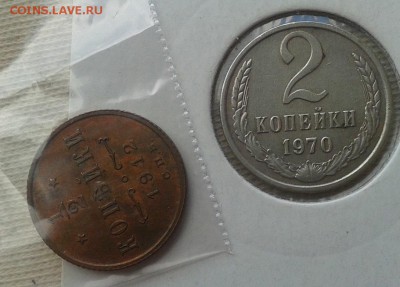 COINS.LAVE.RU
2
КОПЕЙКИ
1970
1/2
КОПѢЙКИ
1912
С.П.Б.